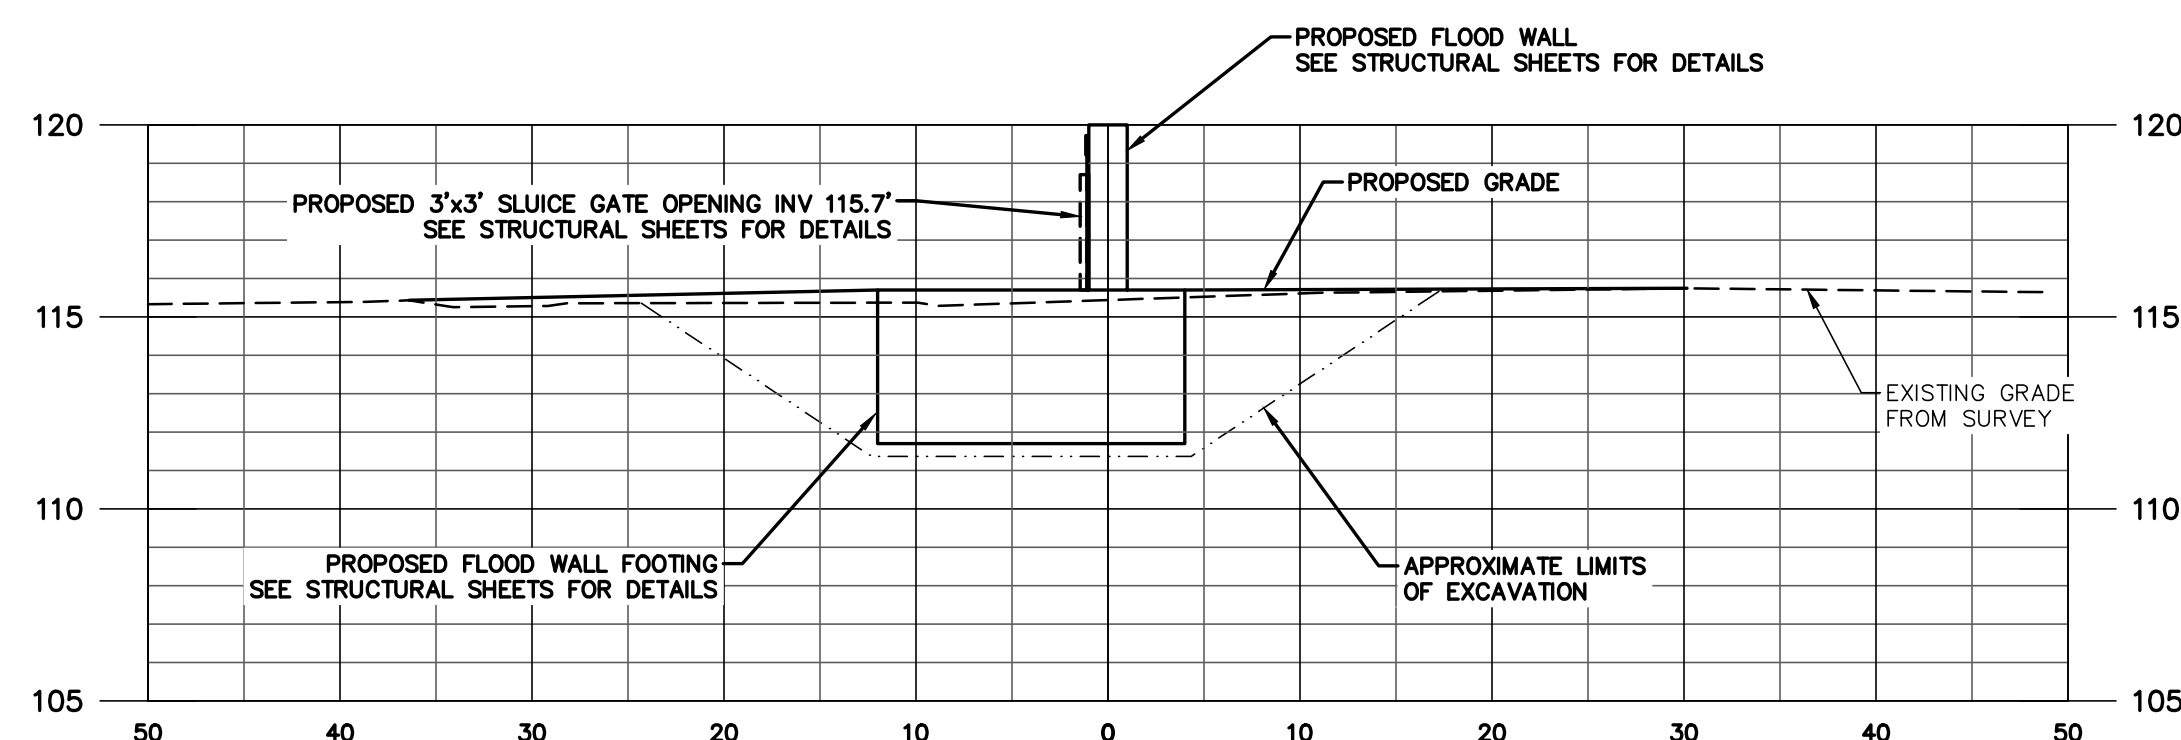 PROPOSED FLOOD WALL
SEE STRUCTURAL SHEETS FOR DETAILS
120
120
PROPOSED GRADE
PROPOSED 3'x3' SLUICE GATE OPENING INV 115.7'
SEE STRUCTURAL SHEETS FOR DETAILS
115
115
EXISTING GRADE
FROM SURVEY
110
110
PROPOSED FLOOD WALL FOOTING
SEE STRUCTURAL SHEETS FOR DETAILS
APPROXIMATE LIMITS
OF EXCAVATION
105
105
50 40 30 20 10 0 10 20 30 40 50